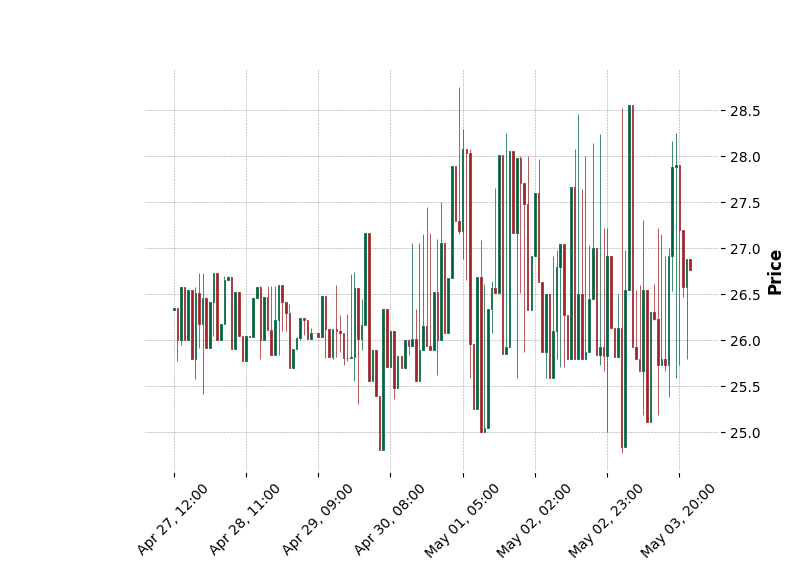 28.5
28.0
27.5
27.0
26.5
26.0
25.5
25.0
Price
Apr 27, 12:00
Apr 28, 11:00
Apr 29, 09:00
Apr 30, 08:00
May 01, 05:00
May 02, 02:00
May 02, 23:00
May 03, 20:00